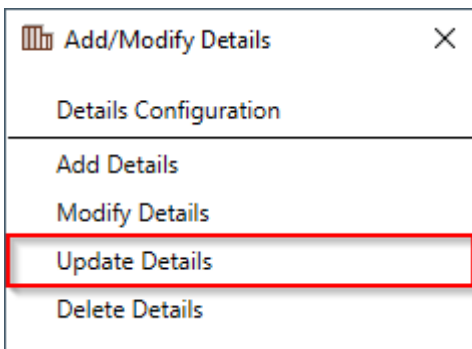 Add/Modify Details
Details Configuration
Add Details
Modify Details
Update Details
Delete Details